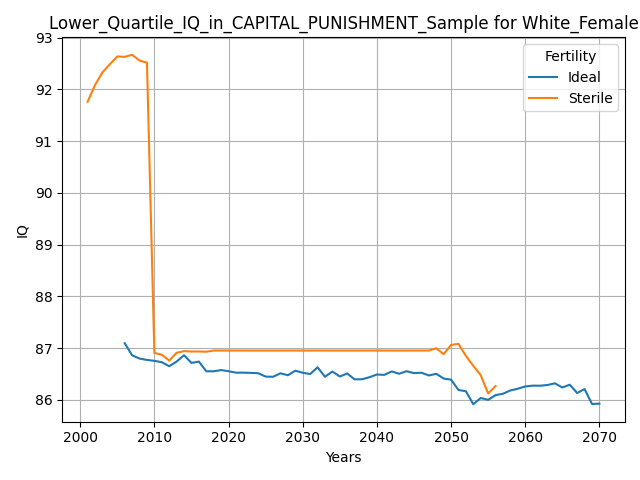 Lower_Quartile_IQ_in_CAPITAL_PUNISHMENT_Sample for White_Female
93
92
91
90
89
88
87
86
IQ
Fertility
Ideal
Sterile
2000 2010 2020 2030 2040 2050 2060 2070
Years